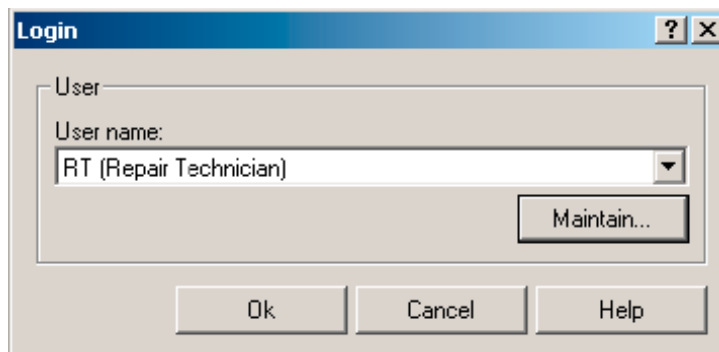 Login
User
User name:
RT (Repair Technician)
Maintain...
Ok Cancel Help